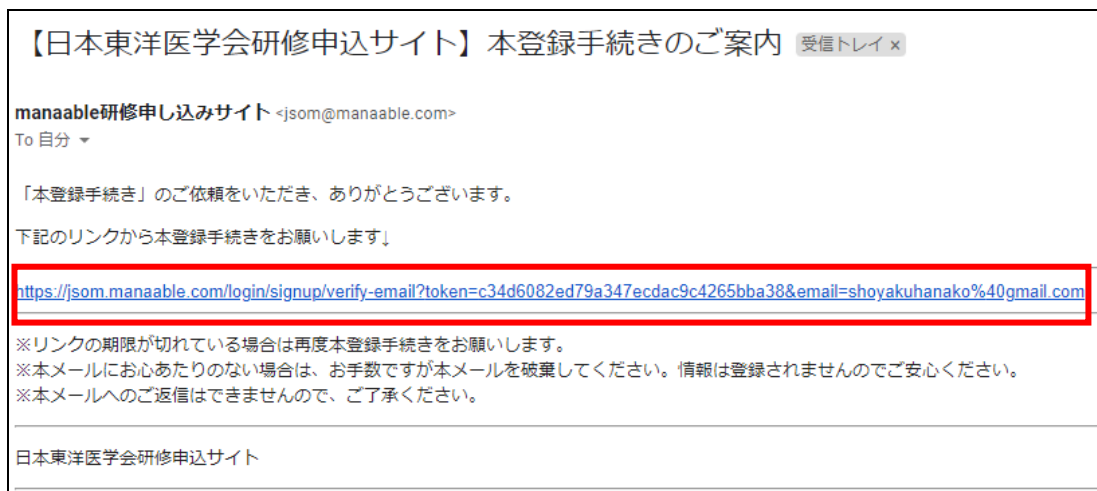 【日本東洋医学会研修申込サイト】本登録手続きのご案内 受信トレイ ×
manaable研修申し込みサイト <jsom@manaable.com>
To 自分
「本登録手続き」のご依頼をいただき、ありがとうございます。
下記のリンクから本登録手続きをお願いします↓
https://jsom.manaable.com/login/signup/verify-email?token=c34d6082ed79a347ecdac9c4265bba38&email=shoyakuhanako%40gmail.com
※リンクの期限が切れている場合は再度本登録手続きをお願いします。
※本メールにお心あたりのない場合は、お手数ですが本メールを破棄してください。情報は登録されませんのでご安心ください。
※本メールへのご返信はできませんので、ご了承ください。
日本東洋医学会研修申込サイト